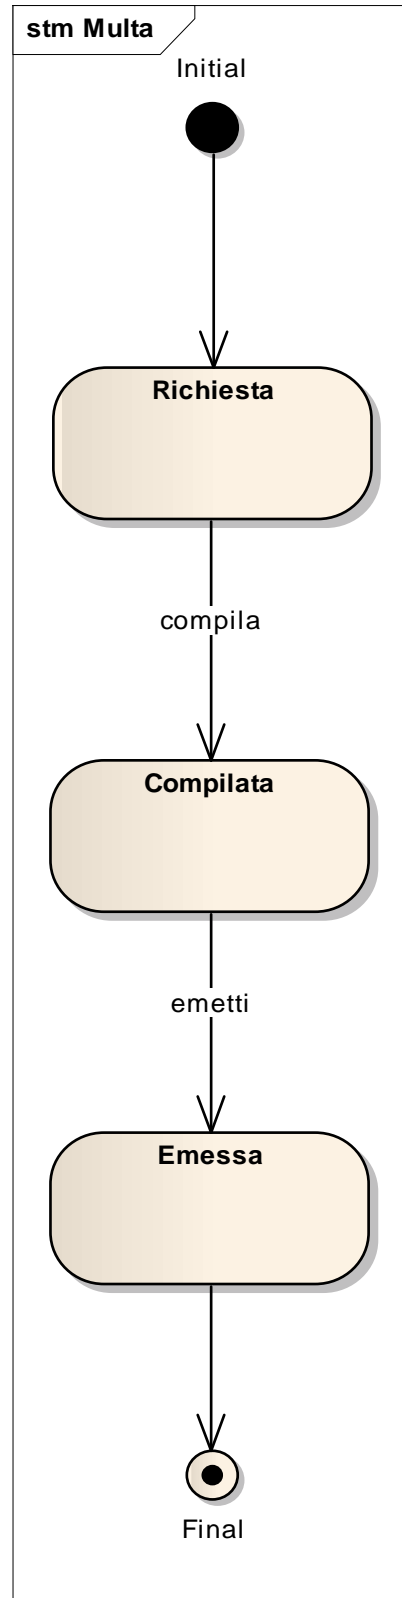 stm Multa
Initial
Richiesta
compila
Compilata
emetti
Emessa
Final